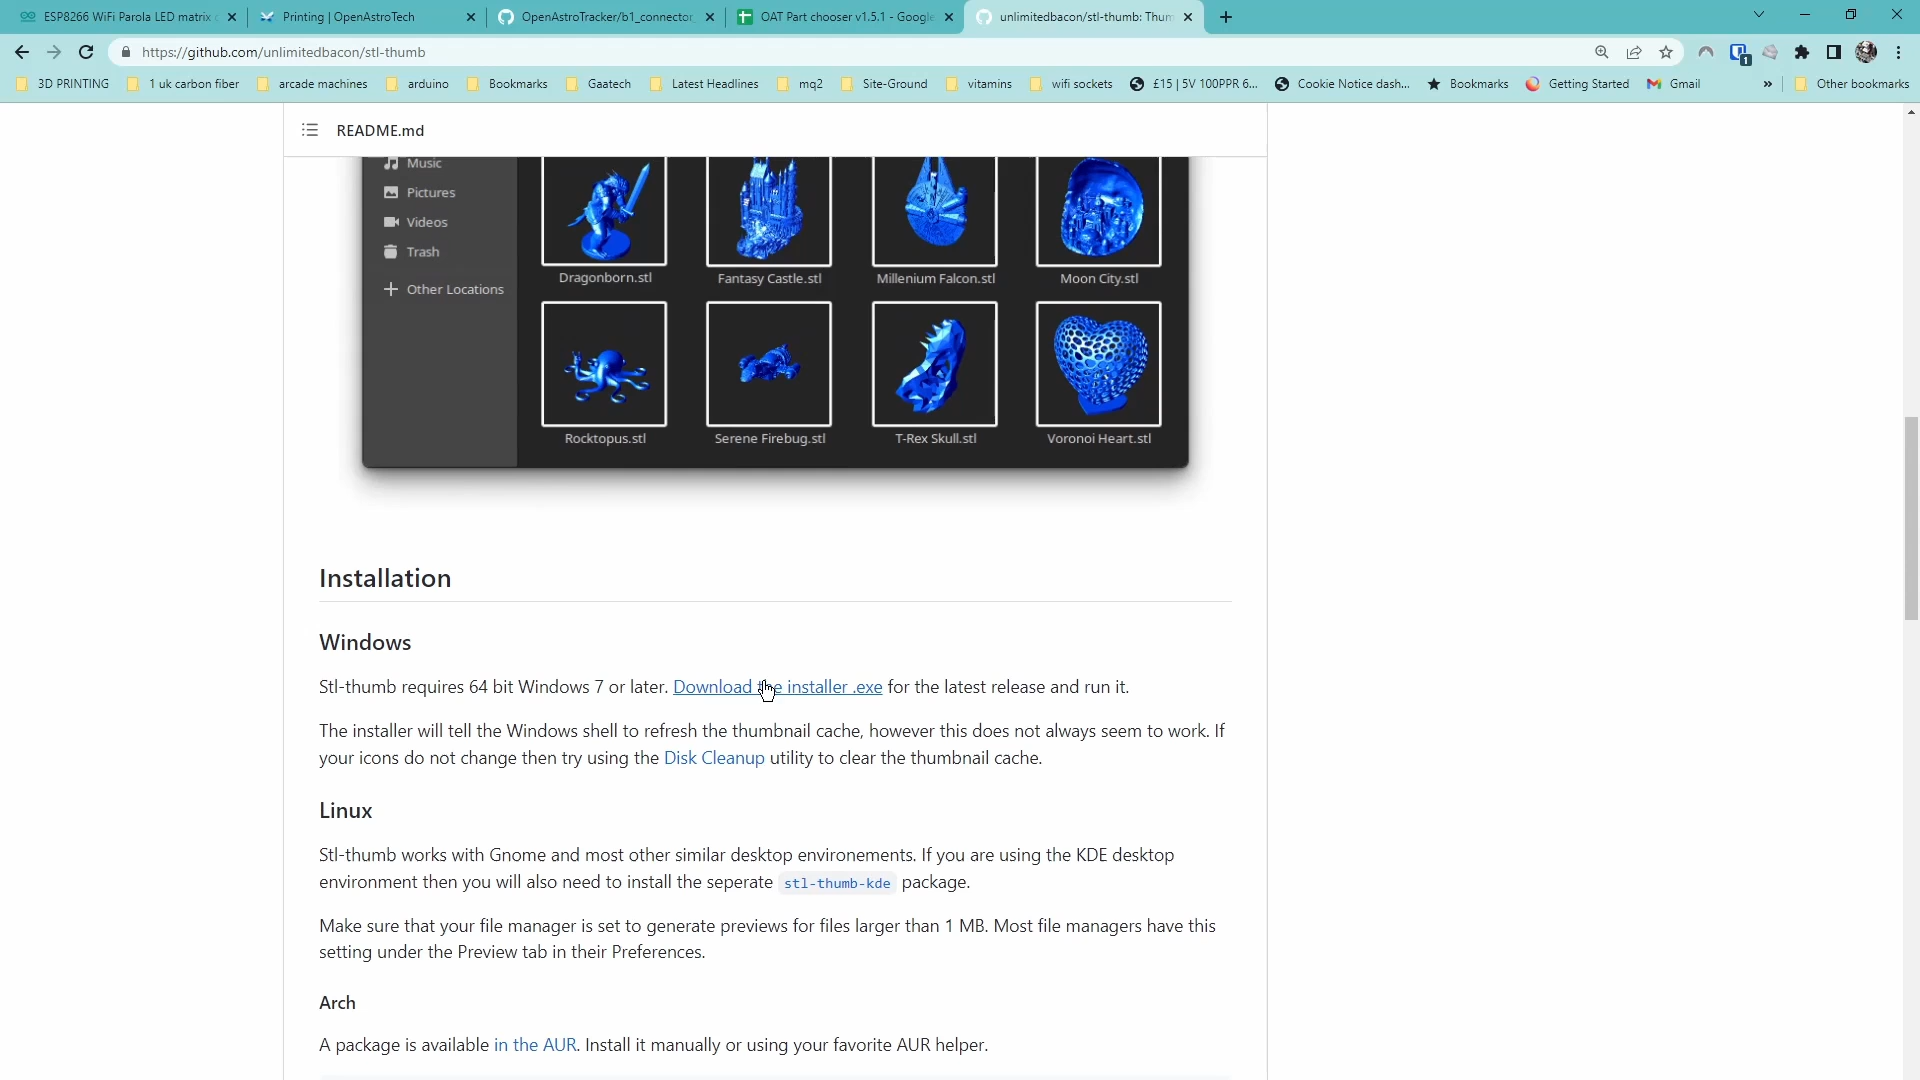 ESP8266 WiFi Parola LED matrix c
Printing | OpenAstroTech
OpenAstroTracker/b1_connector_
OAT Part chooser v1.5.1 - Google
unlimitedbacon/stl-thumb: Thum
https://github.com/unlimitedbacon/stl-thumb
1
3D PRINTING
1 uk carbon fiber
arcade machines
arduino
Bookmarks
Gaatech
Latest Headlines
mq2
Site-Ground
vitamins
wifi sockets
£15 | 5V 100PPR 6...
Cookie Notice dash...
Bookmarks
Getting Started
Gmail
»
Other bookmarks
README.md
Music
Pictures
Videos
Trash
Other Locations
Dragonborn.stl
Fantasy Castle.stl
Millenium Falcon.stl
Moon City.stl
Rocktopus.stl
Serene Firebug.stl
T-Rex Skull.stl
Voronoi Heart.stl
Installation
Windows
Stl-thumb requires 64 bit Windows 7 or later. Download the installer .exe for the latest release and run it.
The installer will tell the Windows shell to refresh the thumbnail cache, however this does not always seem to work. If
your icons do not change then try using the Disk Cleanup utility to clear the thumbnail cache.
Linux
Stl-thumb works with Gnome and most other similar desktop environements. If you are using the KDE desktop
environment then you will also need to install the seperate stl-thumb-kde package.
Make sure that your file manager is set to generate previews for files larger than 1 MB. Most file managers have this
setting under the Preview tab in their Preferences.
Arch
A package is available in the AUR. Install it manually or using your favorite AUR helper.